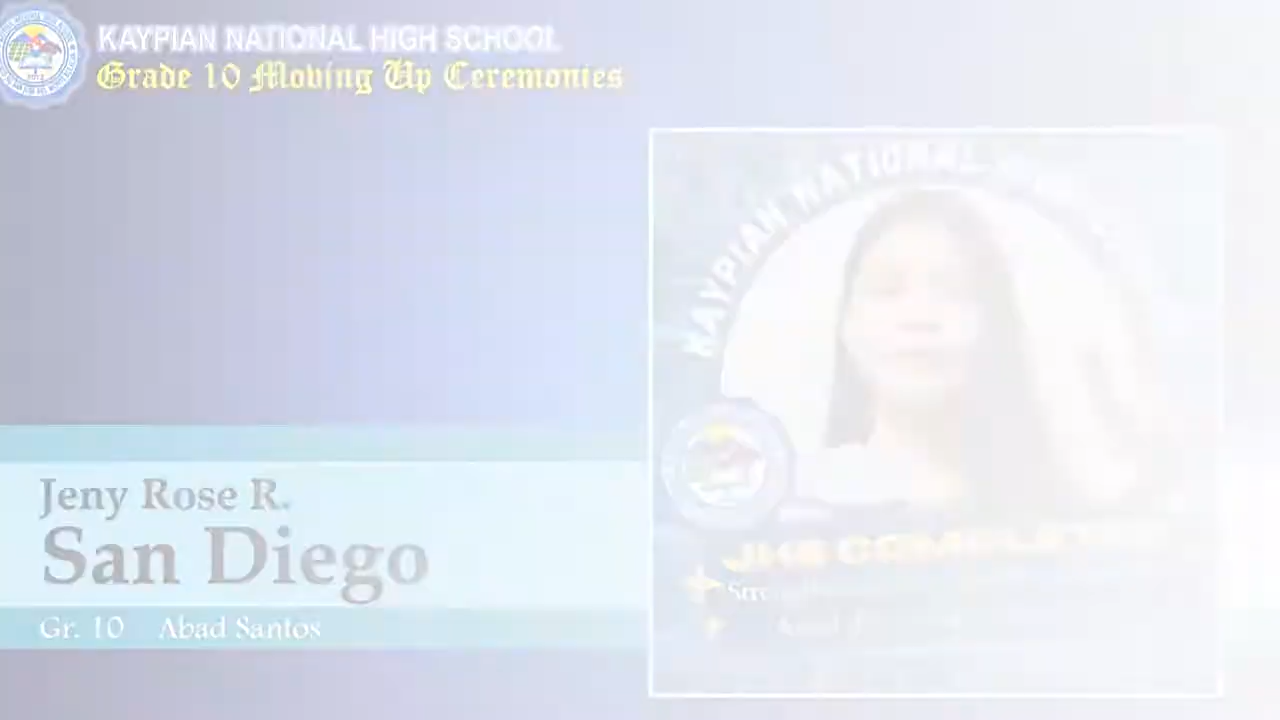 KAYPIAN NATIONAL HIGH SCHOOL
Grade 10 Moving Up Ceremonies
KAYPIAN NATIONAL
Jeny Rose R.
San Diego
Gr. 10 Abad Santos
JHS